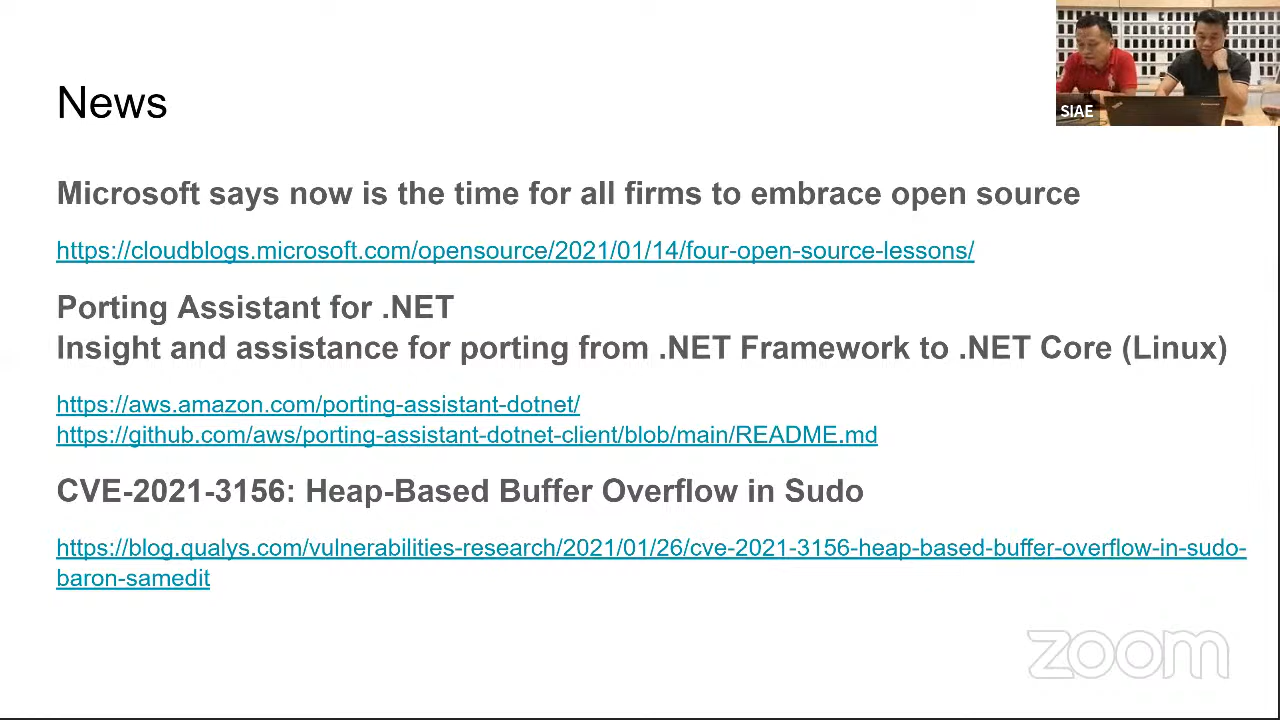 News
SIAE
Microsoft says now is the time for all firms to embrace open source
https://cloudblogs.microsoft.com/opensource/2021/01/14/four-open-source-lessons/
Porting Assistant for .NET
Insight and assistance for porting from .NET Framework to .NET Core (Linux)
https://aws.amazon.com/porting-assistant-dotnet/
https://github.com/aws/porting-assistant-dotnet-client/blob/main/README.md
CVE-2021-3156: Heap-Based Buffer Overflow in Sudo
https://blog.qualys.com/vulnerabilities-research/2021/01/26/cve-2021-3156-heap-based-buffer-overflow-in-sudo-
baron-samedit
zoom